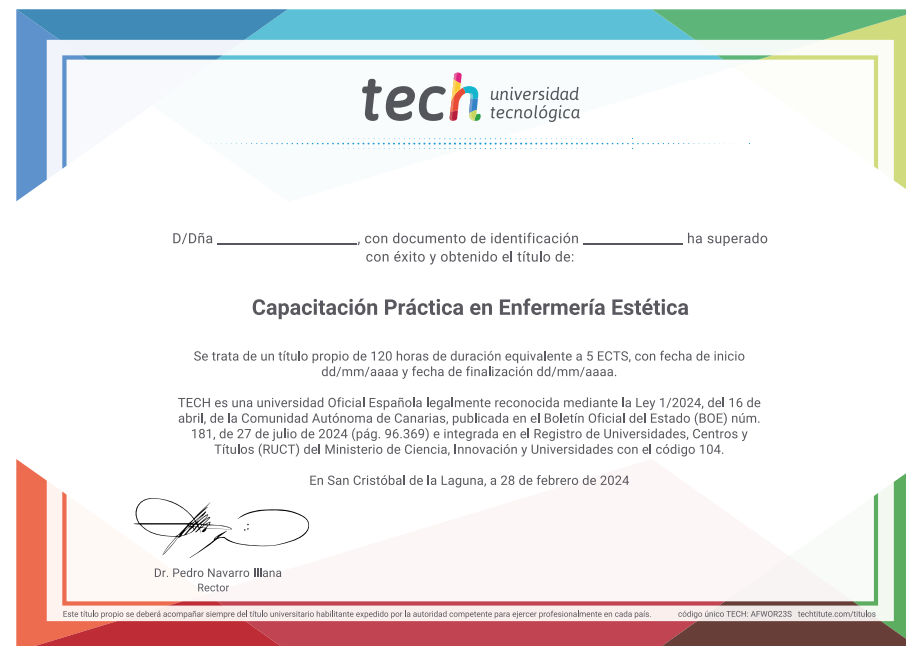 tech universidad
tecnológica
D/Dña ____________, con documento de identificación ____________ ha superado
con éxito y obtenido el título de:
Capacitación Práctica en Enfermería Estética
Se trata de un título propio de 120 horas de duración equivalente a 5 ECTS, con fecha de inicio
dd/mm/aaaa y fecha de finalización dd/mm/aaaa.
TECH es una universidad Oficial Española legalmente reconocida mediante la Ley 1/2024, del 16 de
abril, de la Comunidad Autónoma de Canarias, publicada en el Boletín Oficial del Estado (BOE) núm.
181, de 27 de julio de 2024 (pág. 96.369) e integrada en el Registro de Universidades, Centros y
Títulos (RUCT) del Ministerio de Ciencia, Innovación y Universidades con el código 104.
En San Cristóbal de la Laguna, a 28 de febrero de 2024
Dr. Pedro Navarro Illana
Rector
Este título propio se deberá acompañar siempre del título universitario habilitante expedido por la autoridad competente para ejercer profesionalmente en cada país. código único TECH: AFWOR23S techtitute.com/titulos